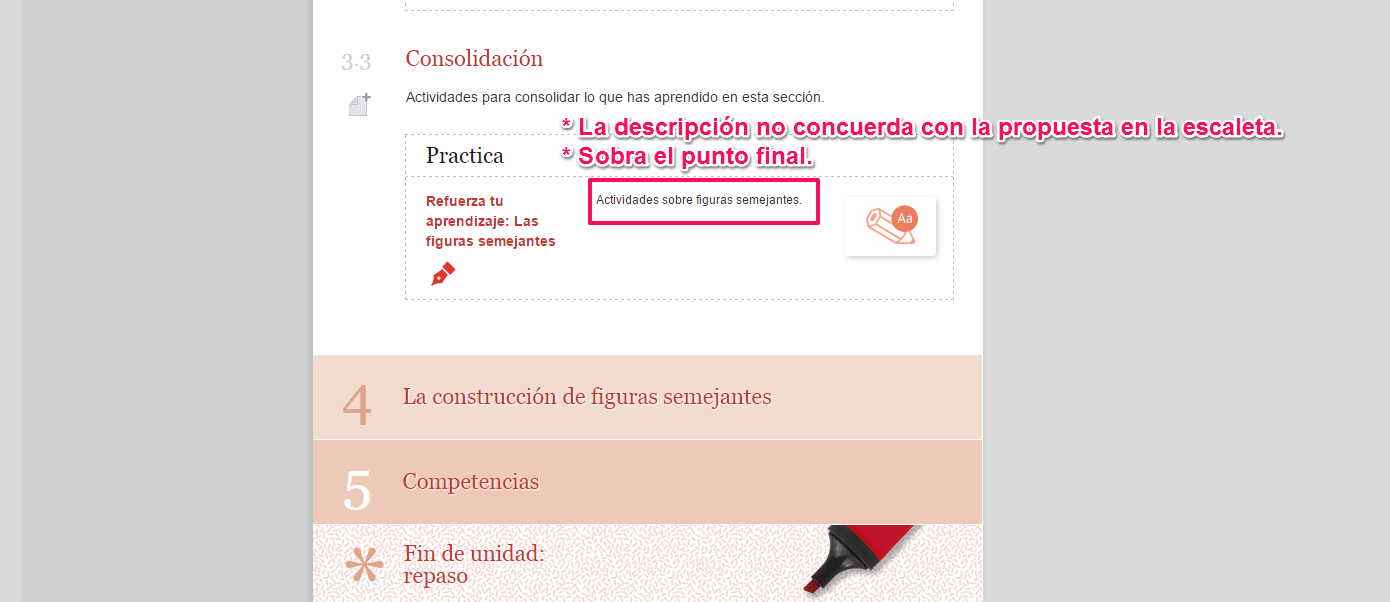 3.3
Consolidación
Actividades para consolidar lo que has aprendido en esta sección.
* La descripción no concuerda con la propuesta en la escaleta.
* Sobra el punto final.
Practica
Refuerza tu
aprendizaje: Las
figuras semejantes
Actividades sobre figuras semejantes.
Aa
4
La construcción de figuras semejantes
5
Competencias
* Fin de unidad:
repaso